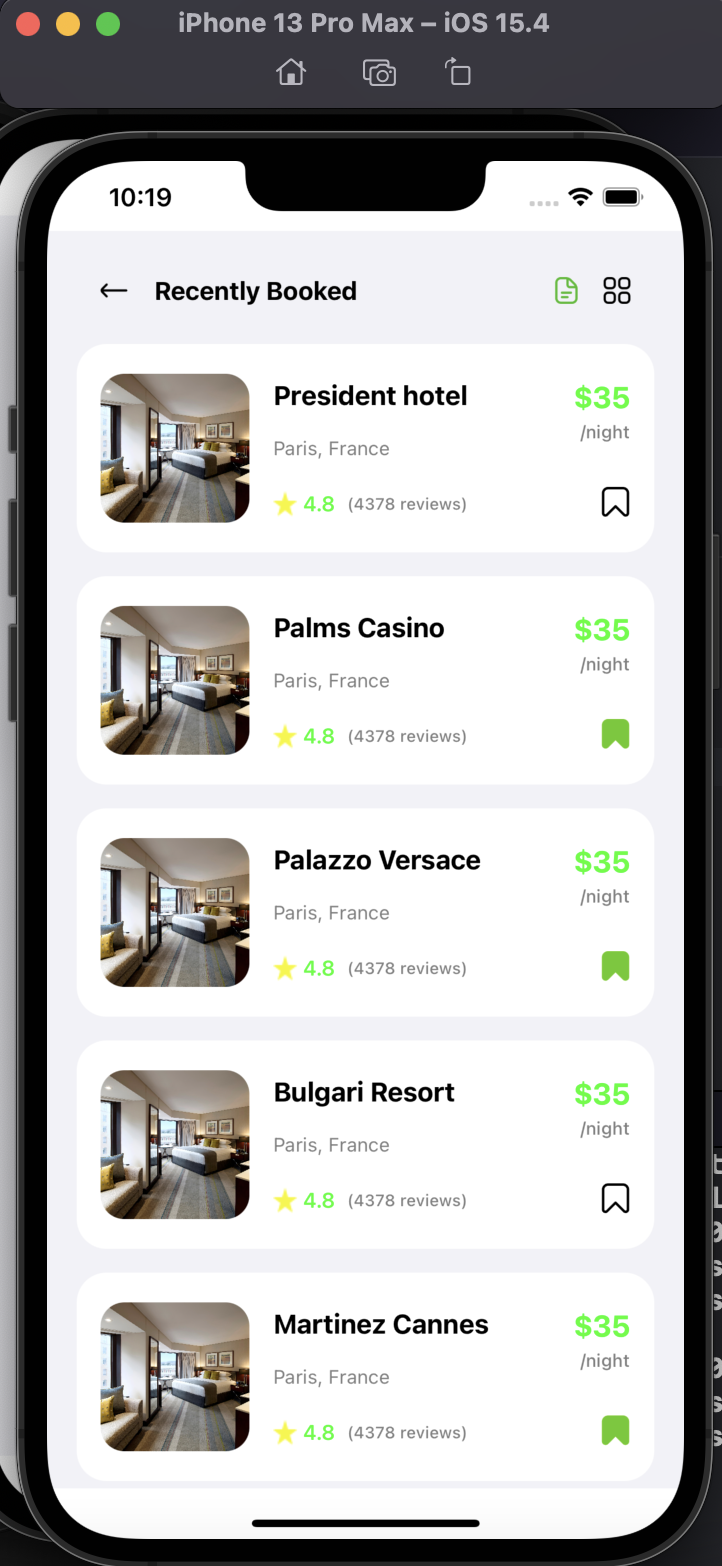 iPhone 13 Pro Max – iOS 15.4
10:19
Recently Booked
President hotel
$35
/night
Paris, France
4.8 (4378 reviews)
Palms Casino
$35
/night
Paris, France
4.8 (4378 reviews)
Palazzo Versace
$35
/night
Paris, France
4.8 (4378 reviews)
Bulgari Resort
$35
/night
Paris, France
4.8 (4378 reviews)
Martinez Cannes
$35
/night
Paris, France
4.8 (4378 reviews)